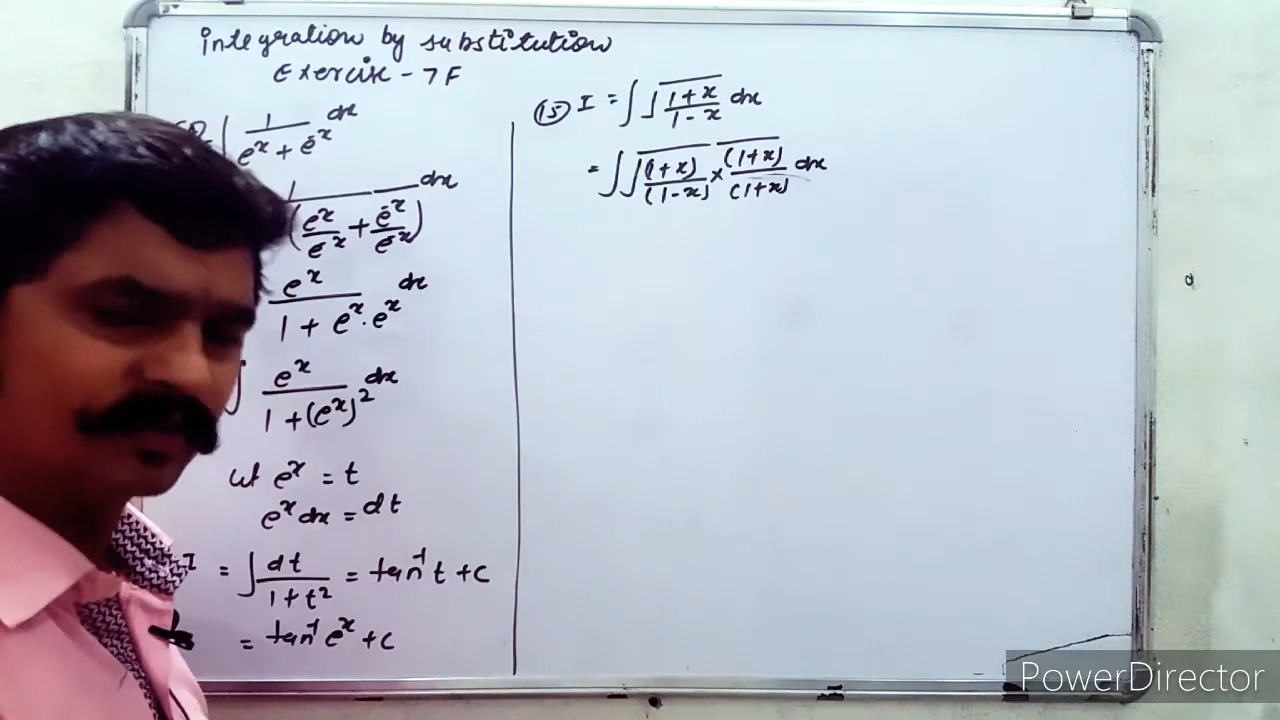 Integration by substitution
Exercise - 7F
∫ 1/(e^x + e^-x) dx
1/(e^x/e^-x + e^-x/e^-x) dx
e^x/(1 + e^x . e^x) dx
∫ e^x/(1 + (e^x)^2) dx
let e^x = t
e^x dx = dt
I = ∫ dt/(1 + t^2) = tan^-1 t + c
= tan^-1 e^x + c
(15) I = ∫ √((1+x)/(1-x)) dx
= ∫ √((1+x)/(1-x) × (1+x)/(1+x)) dx
PowerDirector